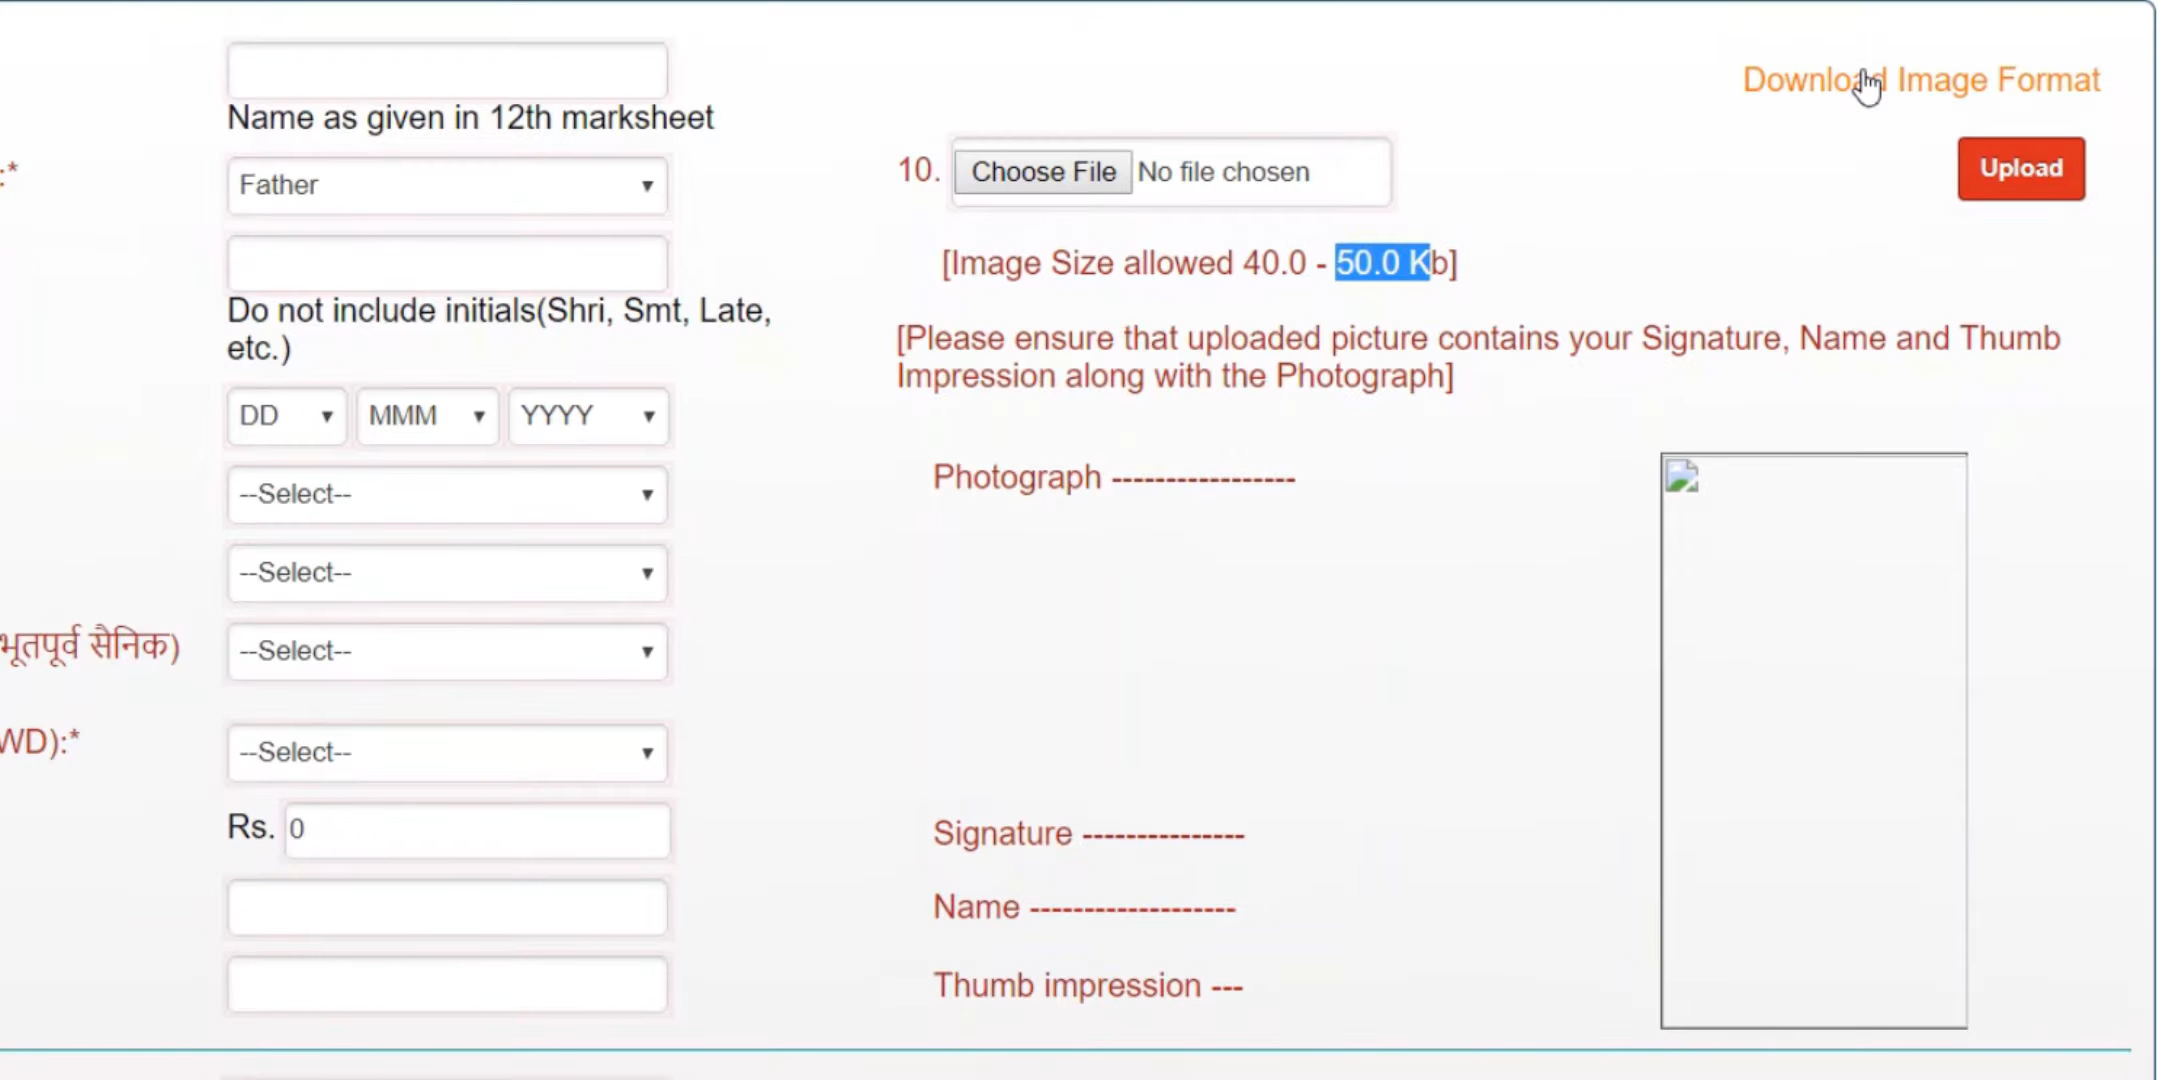 Name as given in 12th marksheet
:*
Father
Do not include initials(Shri, Smt, Late,
etc.)
DD MMM YYYY
--Select--
--Select--
भूतपूर्व सैनिक) --Select--
WD):* --Select--
Rs. 0
Download Image Format
10. Choose File No file chosen
Upload
[Image Size allowed 40.0 - 50.0 Kb]
[Please ensure that uploaded picture contains your Signature, Name and Thumb
Impression along with the Photograph]
Photograph -----------------
Signature ---------------
Name -------------------
Thumb impression ---